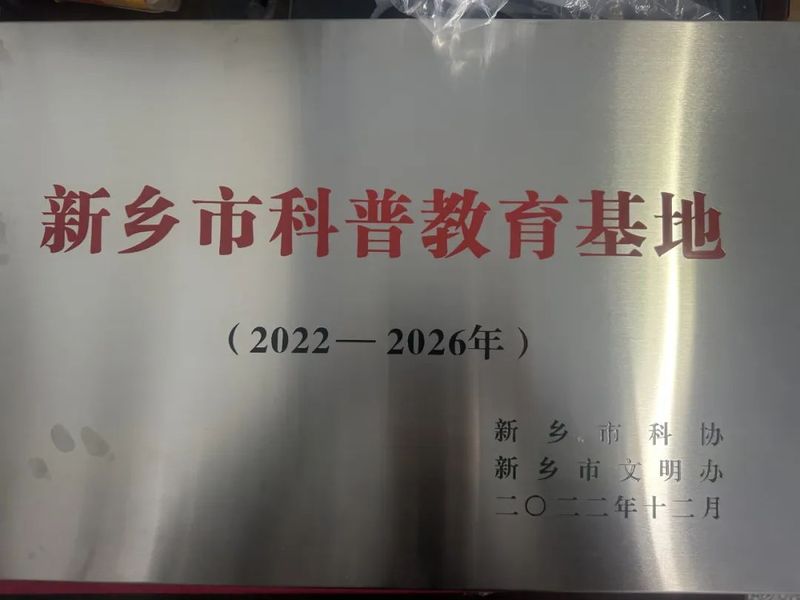 新乡市科普教育基地
（2022—2026年）
新乡市科协
新乡市文明办
二〇二二年十二月